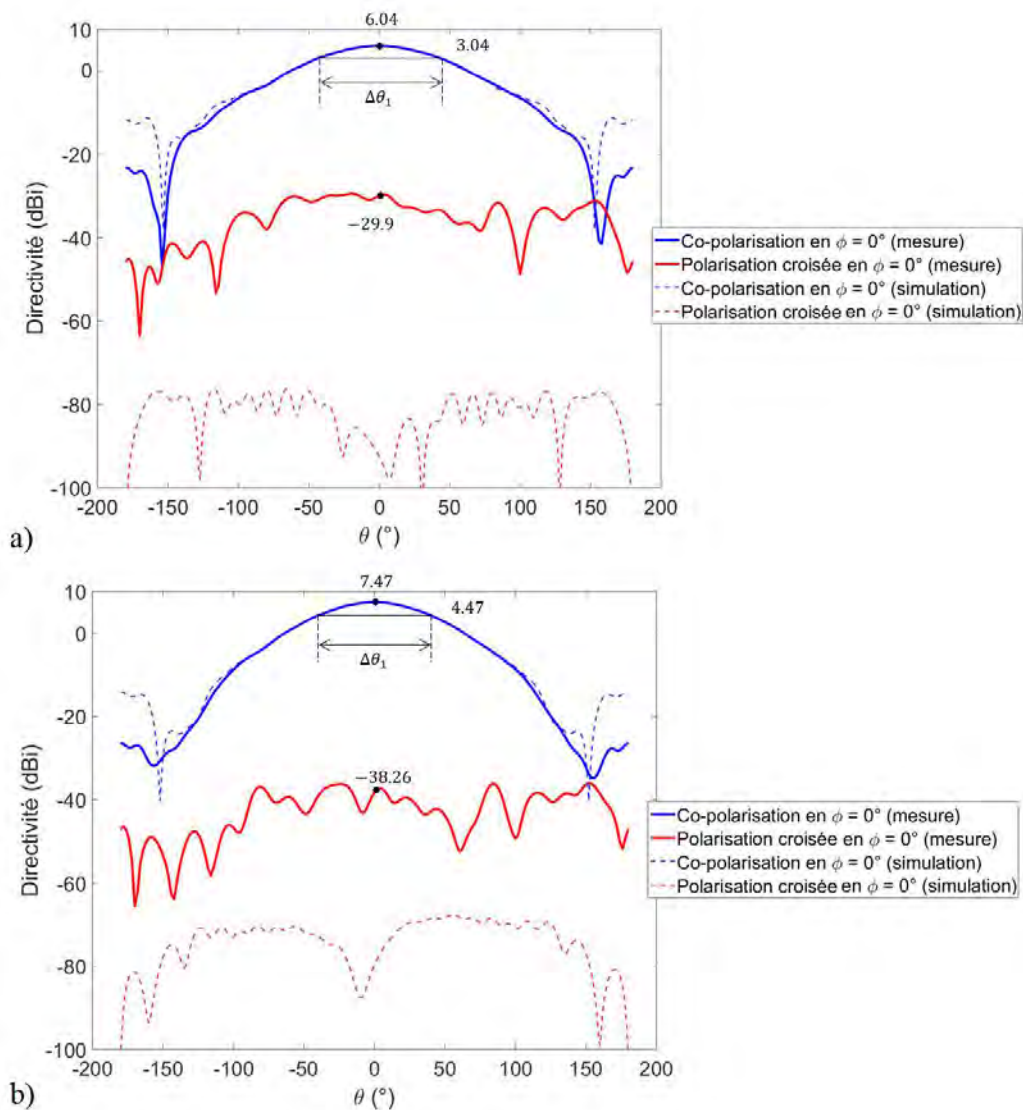 6.04
10
3.04
0
Δθ₁
-20
Directivité (dBi)
−29.9
-40
Co-polarisation en ϕ = 0° (mesure)
Polarisation croisée en ϕ = 0° (mesure)
Co-polarisation en ϕ = 0° (simulation)
Polarisation croisée en ϕ = 0° (simulation)
-60
-80
-100
-200 -150 -100 -50 0 50 100 150 200
θ (°)
a)
7.47
10
4.47
0
Δθ₁
-20
Directivité (dBi)
−38.26
-40
Co-polarisation en ϕ = 0° (mesure)
Polarisation croisée en ϕ = 0° (mesure)
Co-polarisation en ϕ = 0° (simulation)
Polarisation croisée en ϕ = 0° (simulation)
-60
-80
-100
-200 -150 -100 -50 0 50 100 150 200
θ (°)
b)